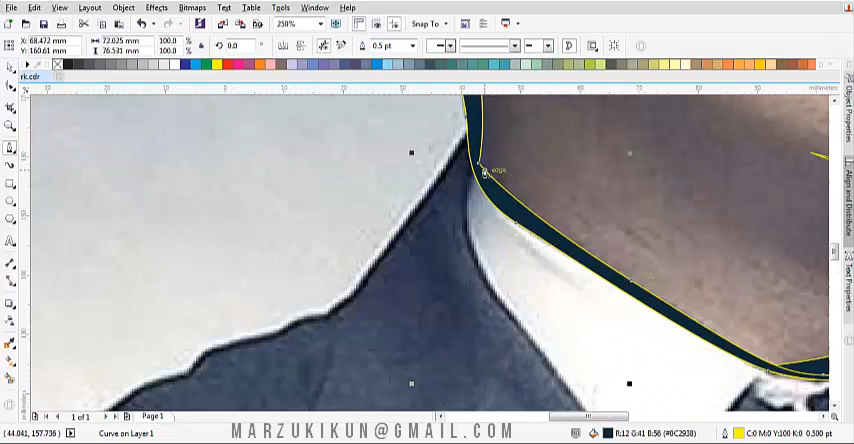 File Edit View Layout Object Effects Bitmaps Text Table Tools Window Help
250% Snap To
X: 68.472 mm 72.025 mm 100.0 %
Y: 160.61 mm 76.531 mm 100.0 % 0.0 ° 0.5 pt
rk.cdr
millimeters
edge
Object Properties
Align and Distribute
Text Properties
1 of 1 Page 1
(44.041, 157.736) Curve on Layer 1 R:12 G:41 B:56 (#0C2938) C:0 M:0 Y:100 K:0 0.500 pt
MARZUKIKUN@GMAIL.COM